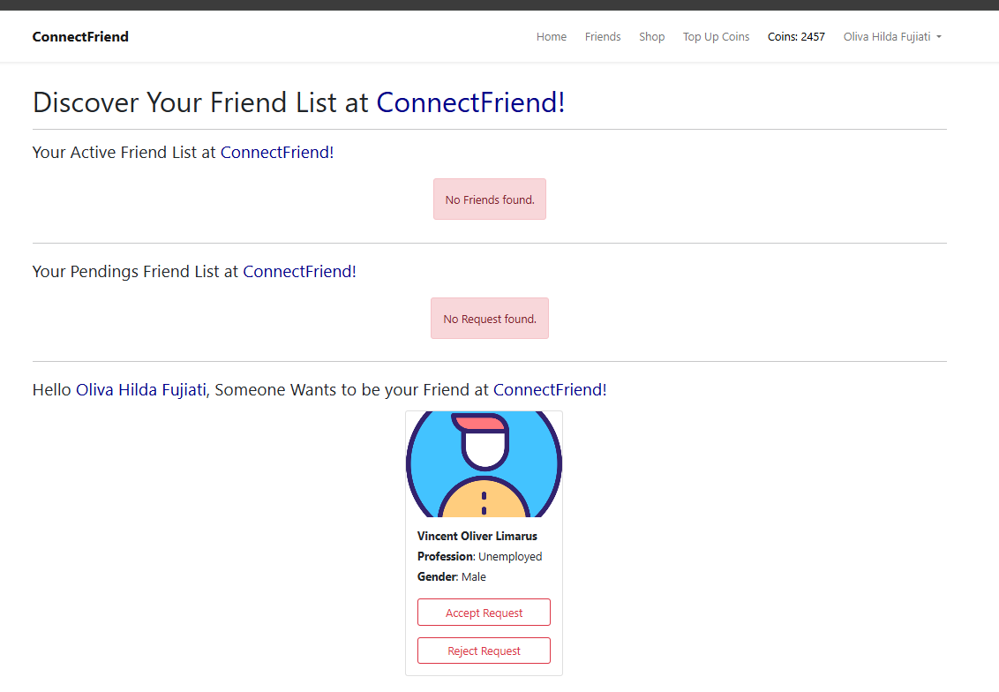 ConnectFriend Home Friends Shop Top Up Coins Coins: 2457 Oliva Hilda Fujiati
Discover Your Friend List at ConnectFriend!
Your Active Friend List at ConnectFriend!
No Friends found.
Your Pendings Friend List at ConnectFriend!
No Request found.
Hello Oliva Hilda Fujiati, Someone Wants to be your Friend at ConnectFriend!
Vincent Oliver Limarus
Profession: Unemployed
Gender: Male
Accept Request
Reject Request